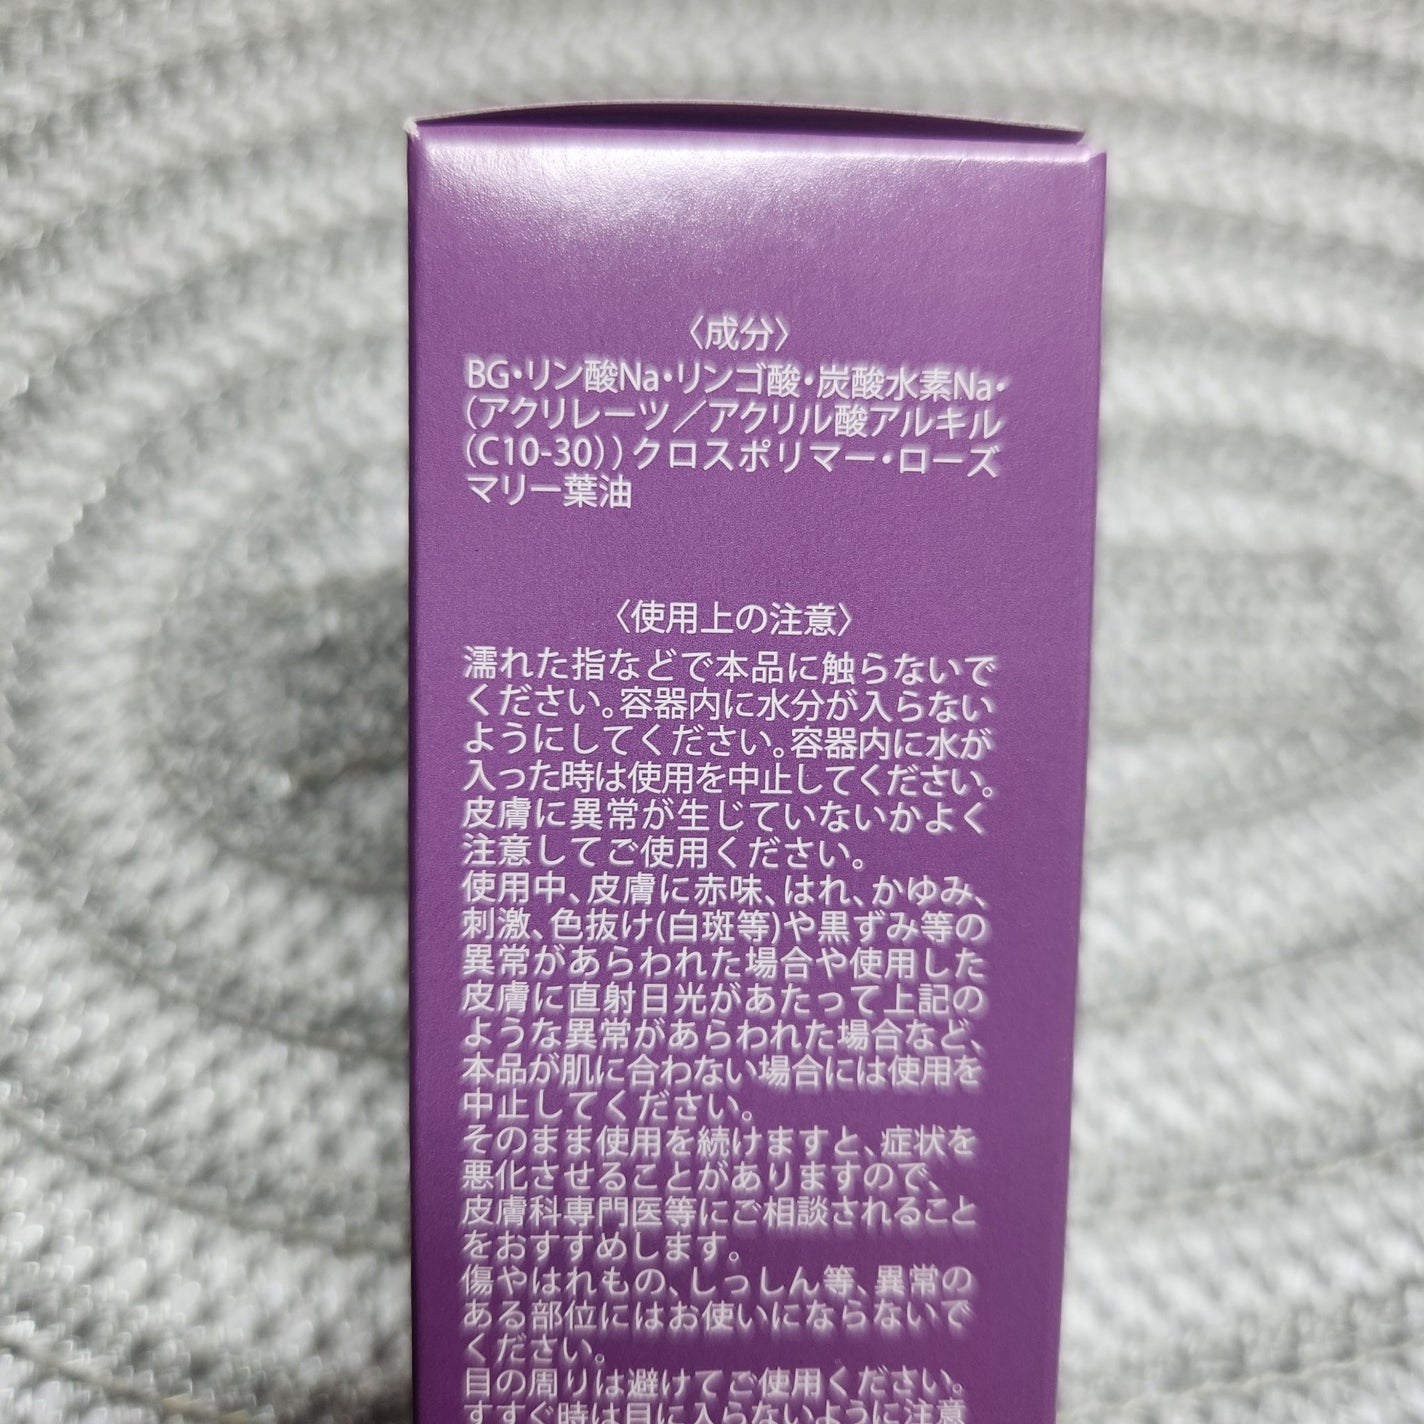 〈成分〉
BG・リン酸Na・リンゴ酸・炭酸水素Na・
(アクリレーツ／アクリル酸アルキル
(C10-30))クロスポリマー・ローズ
マリー葉油
〈使用上の注意〉
濡れた指などで本品に触らないで
ください。容器内に水分が入らない
ようにしてください。容器内に水が
入った時は使用を中止してください。
皮膚に異常が生じていないかよく
注意してご使用ください。
使用中、皮膚に赤味、はれ、かゆみ、
刺激、色抜け(白斑等)や黒ずみ等の
異常があらわれた場合や使用した
皮膚に直射日光があたって上記の
ような異常があらわれた場合など、
本品が肌に合わない場合には使用を
中止してください。
そのまま使用を続けますと、症状を
悪化させることがありますので、
皮膚科専門医等にご相談されること
をおすすめします。
傷やはれもの、しっしん等、異常の
ある部位にはお使いにならないで
ください。
目の周りは避けてご使用ください。
すすぐ時は目に入らないように注意